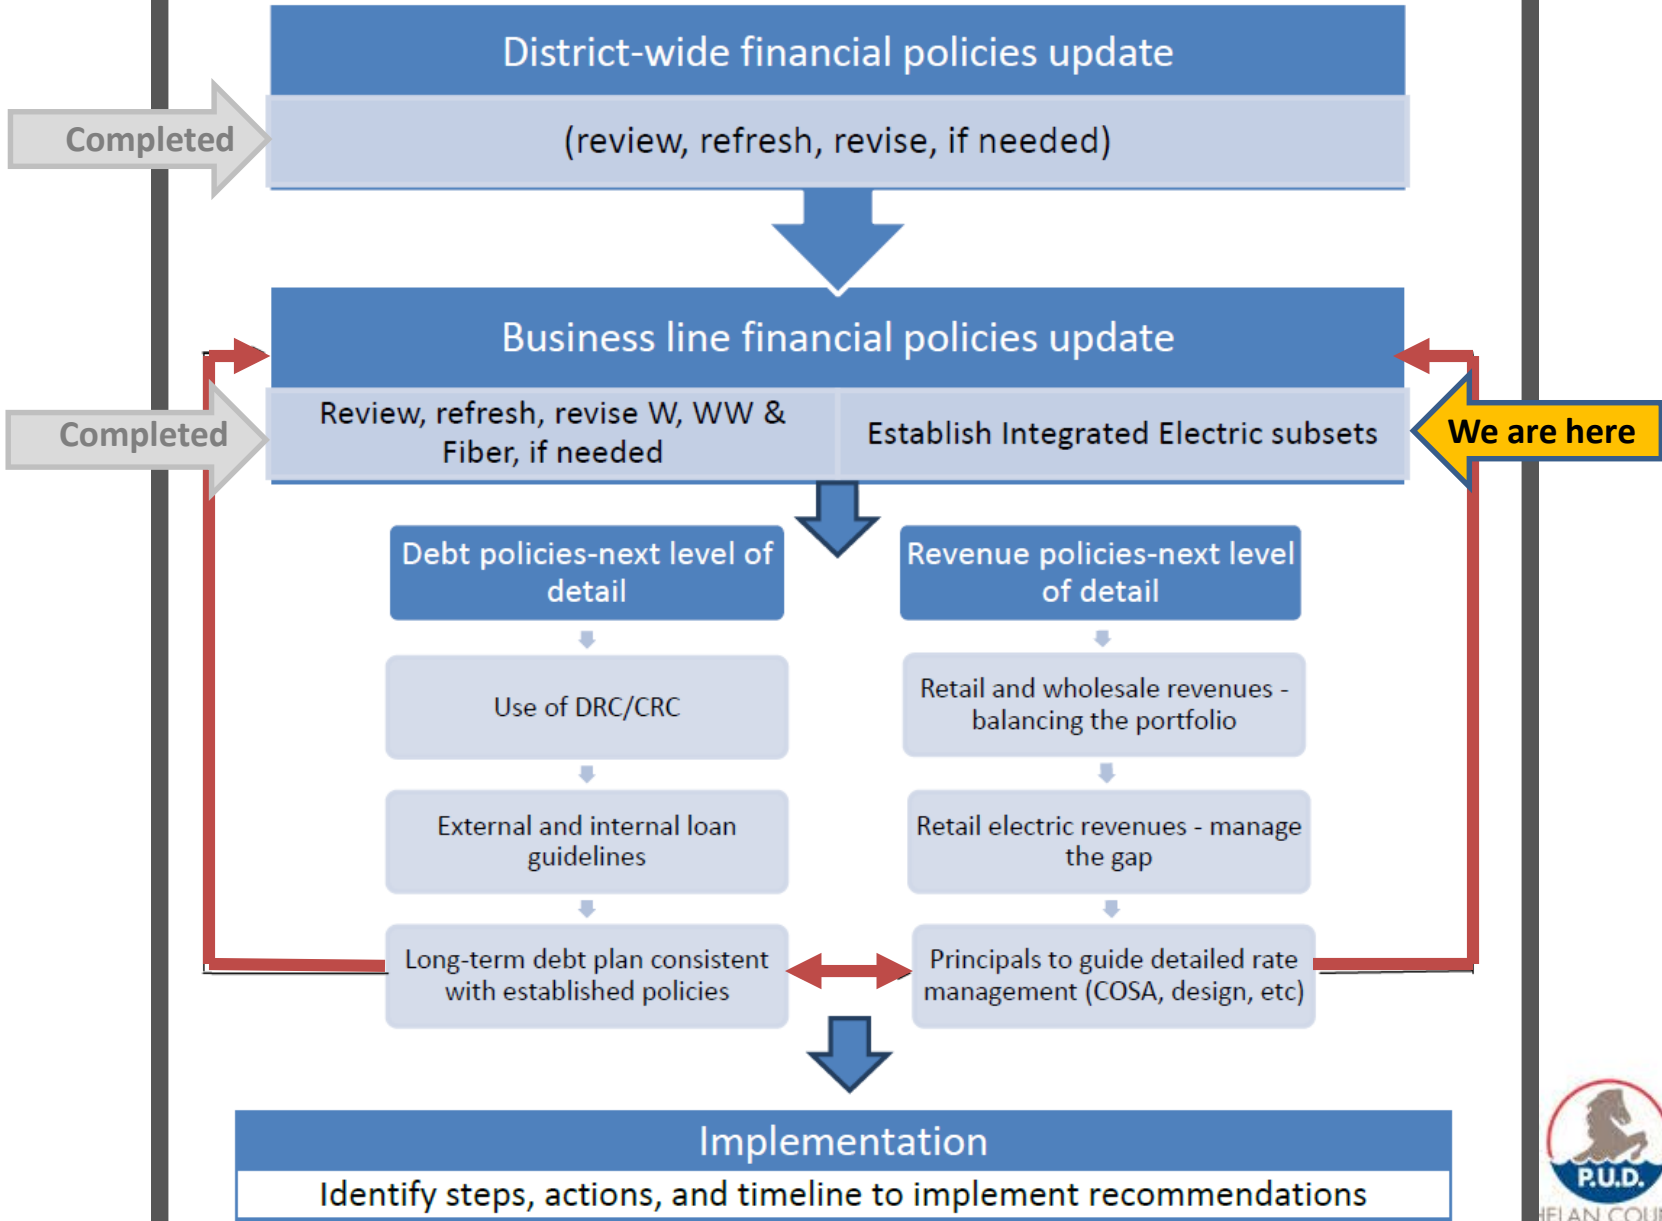 District-wide financial policies update
Completed
(review, refresh, revise, if needed)
Business line financial policies update
Completed
Review, refresh, revise W, WW &
Fiber, if needed
Establish Integrated Electric subsets
We are here
Debt policies-next level of
detail
Revenue policies-next level
of detail
Use of DRC/CRC
Retail and wholesale revenues -
balancing the portfolio
External and internal loan
guidelines
Retail electric revenues - manage
the gap
Long-term debt plan consistent
with established policies
Principals to guide detailed rate
management (COSA, design, etc)
Implementation
Identify steps, actions, and timeline to implement recommendations
P.U.D.